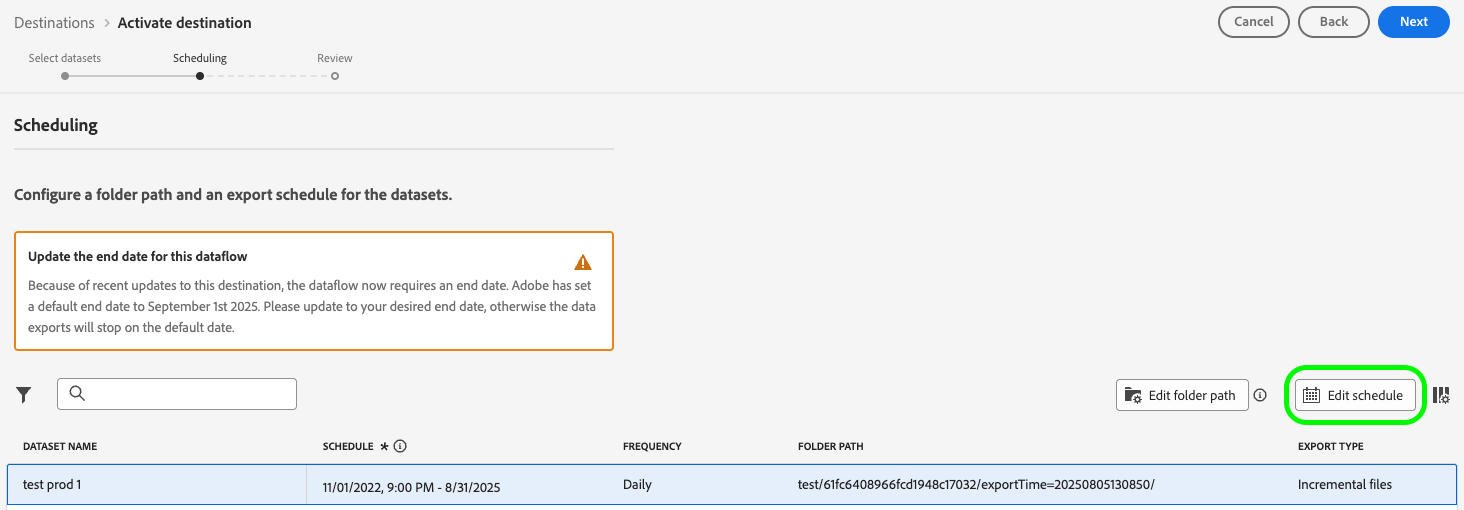 Destinations > Activate destination
Cancel
Back
Next
Select datasets
Scheduling
Review
Scheduling
Configure a folder path and an export schedule for the datasets.
Update the end date for this dataflow
Because of recent updates to this destination, the dataflow now requires an end date. Adobe has set
a default end date to September 1st 2025. Please update to your desired end date, otherwise the data
exports will stop on the default date.
Edit folder path
Edit schedule
DATASET NAME
SCHEDULE *
FREQUENCY
FOLDER PATH
EXPORT TYPE
test prod 1
11/01/2022, 9:00 PM - 8/31/2025
Daily
test/61fc6408966fcd1948c17032/exportTime=20250805130850/
Incremental files